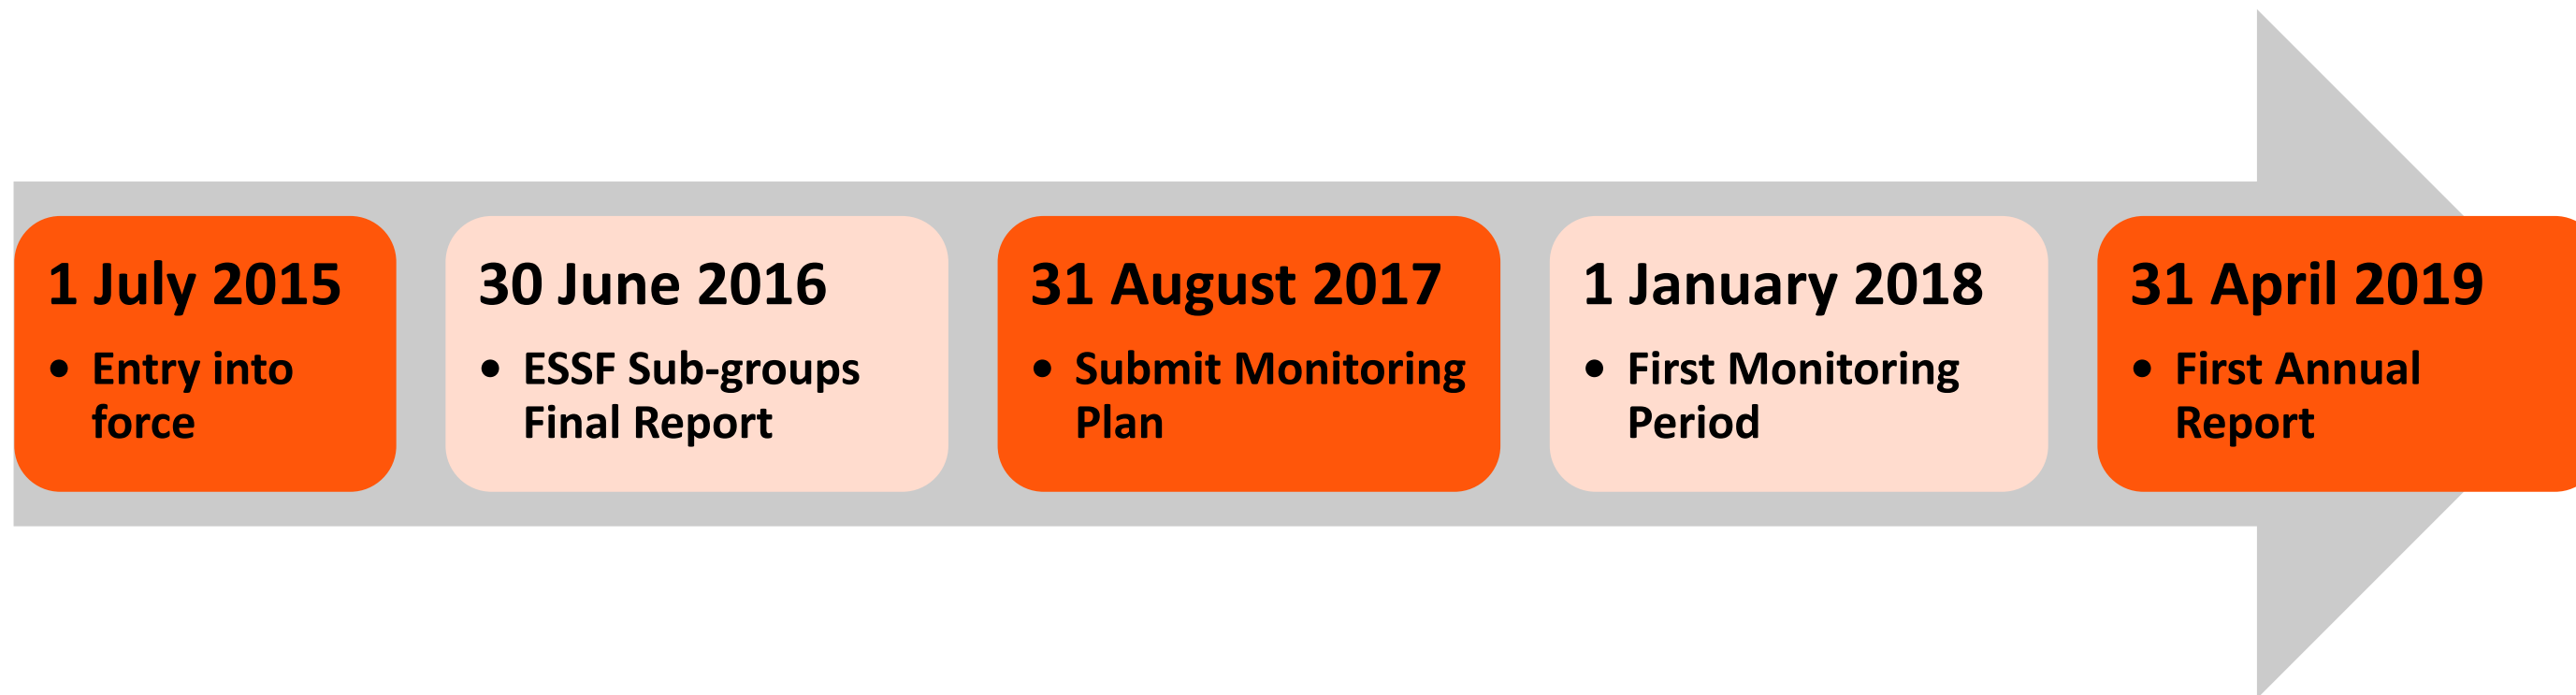 1 July 2015
• Entry into
force
30 June 2016
• ESSF Sub-groups
Final Report
31 August 2017
• Submit Monitoring
Plan
1 January 2018
• First Monitoring
Period
31 April 2019
• First Annual
Report